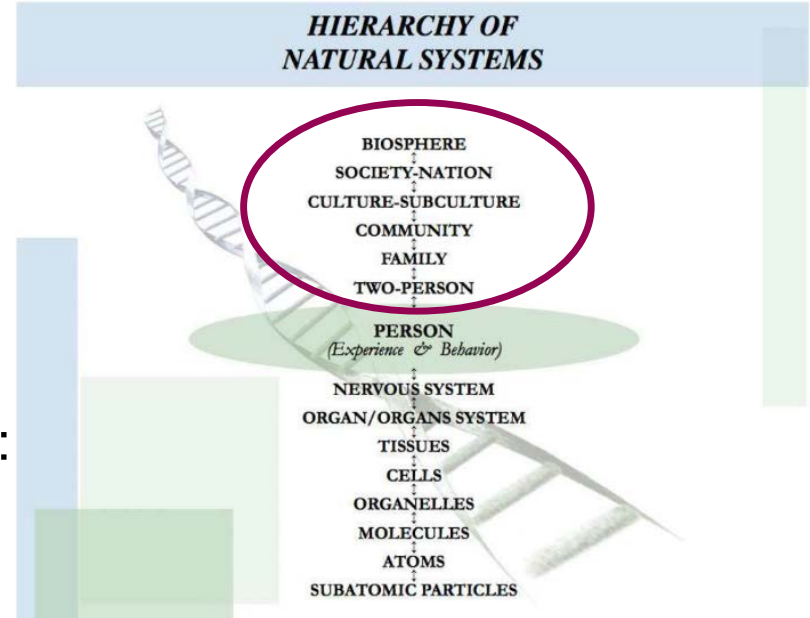 HIERARCHY OF
NATURAL SYSTEMS
BIOSPHERE
SOCIETY-NATION
CULTURE-SUBCULTURE
COMMUNITY
FAMILY
TWO-PERSON
PERSON
(Experience & Behavior)
NERVOUS SYSTEM
ORGAN/ORGANS SYSTEM
:
TISSUES
CELLS
ORGANELLES
MOLECULES
ATOMS
SUBATOMIC PARTICLES